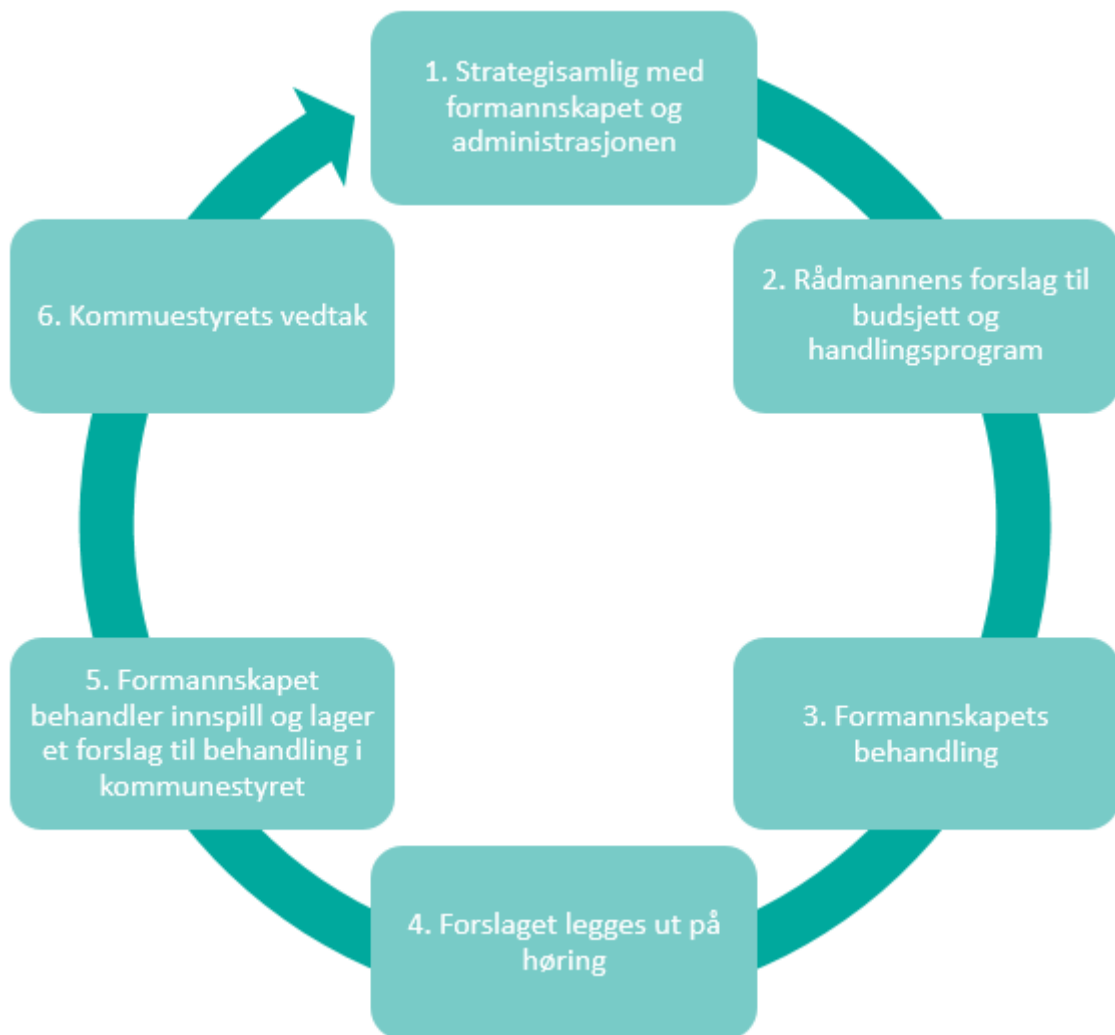 1. Strategisamlig med
formannskapet og
administrasjonen
2. Rådmannens forslag til
budsjett og
handlingsprogram
3. Formannskapets
behandling
4. Forslaget legges ut på
høring
5. Formannskapet
behandler innspill og lager
et forslag til behandling i
kommunestyret
6. Kommuestyrets vedtak